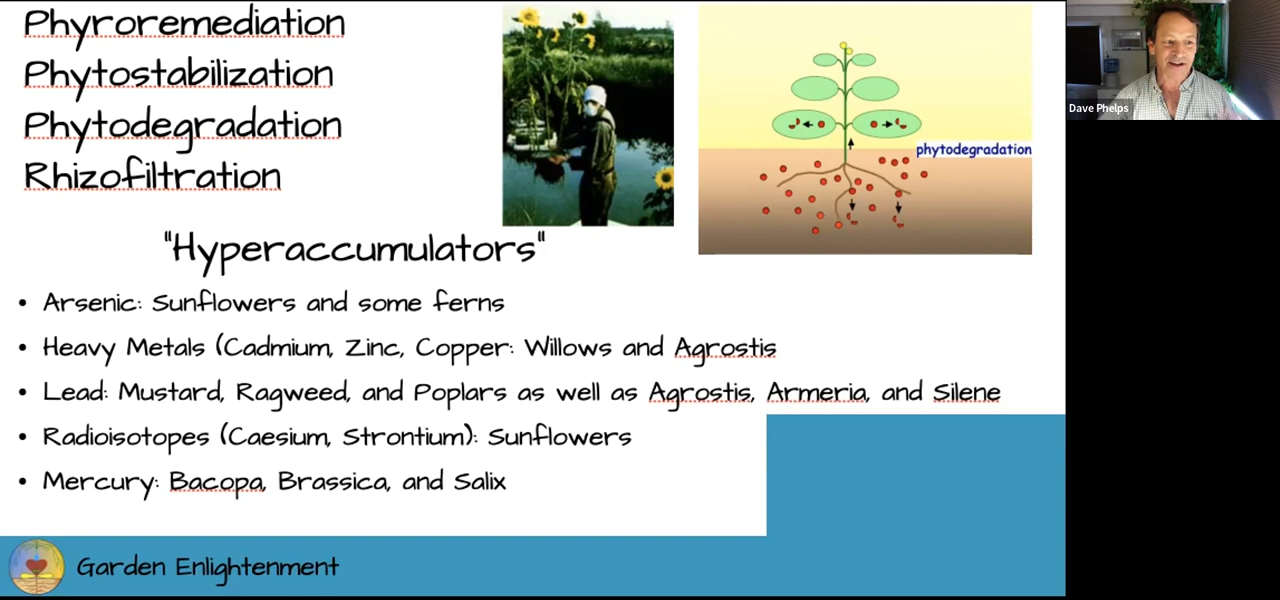 Phyroremediation
Phytostabilization
Phytodegradation
Rhizofiltration
phytodegradation
"Hyperaccumulators"
• Arsenic: Sunflowers and some ferns
• Heavy Metals (Cadmium, Zinc, Copper: Willows and Agrostis
• Lead: Mustard, Ragweed, and Poplars as well as Agrostis, Armeria, and Silene
• Radioisotopes (Caesium, Strontium): Sunflowers
• Mercury: Bacopa, Brassica, and Salix
Garden Enlightenment
Dave Phelps